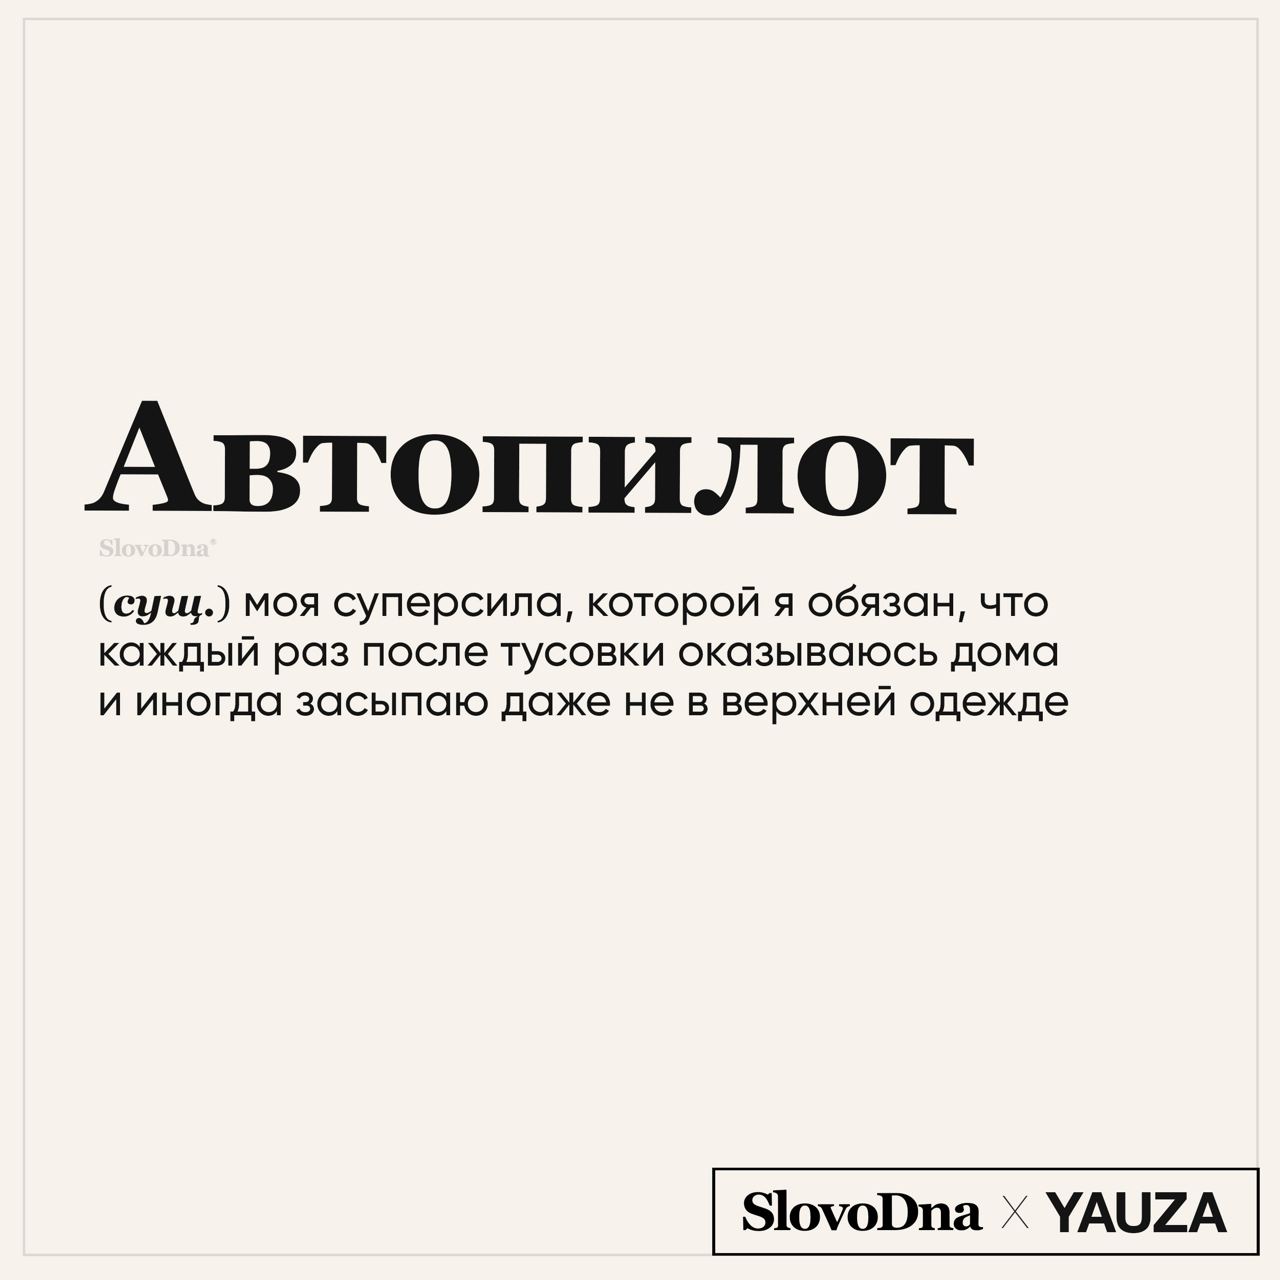 Автопилот
SlovoDna®
(сущ.) моя суперсила, которой я обязан, что
каждый раз после тусовки оказываюсь дома
и иногда засыпаю даже не в верхней одежде
SlovoDna × YAUZA